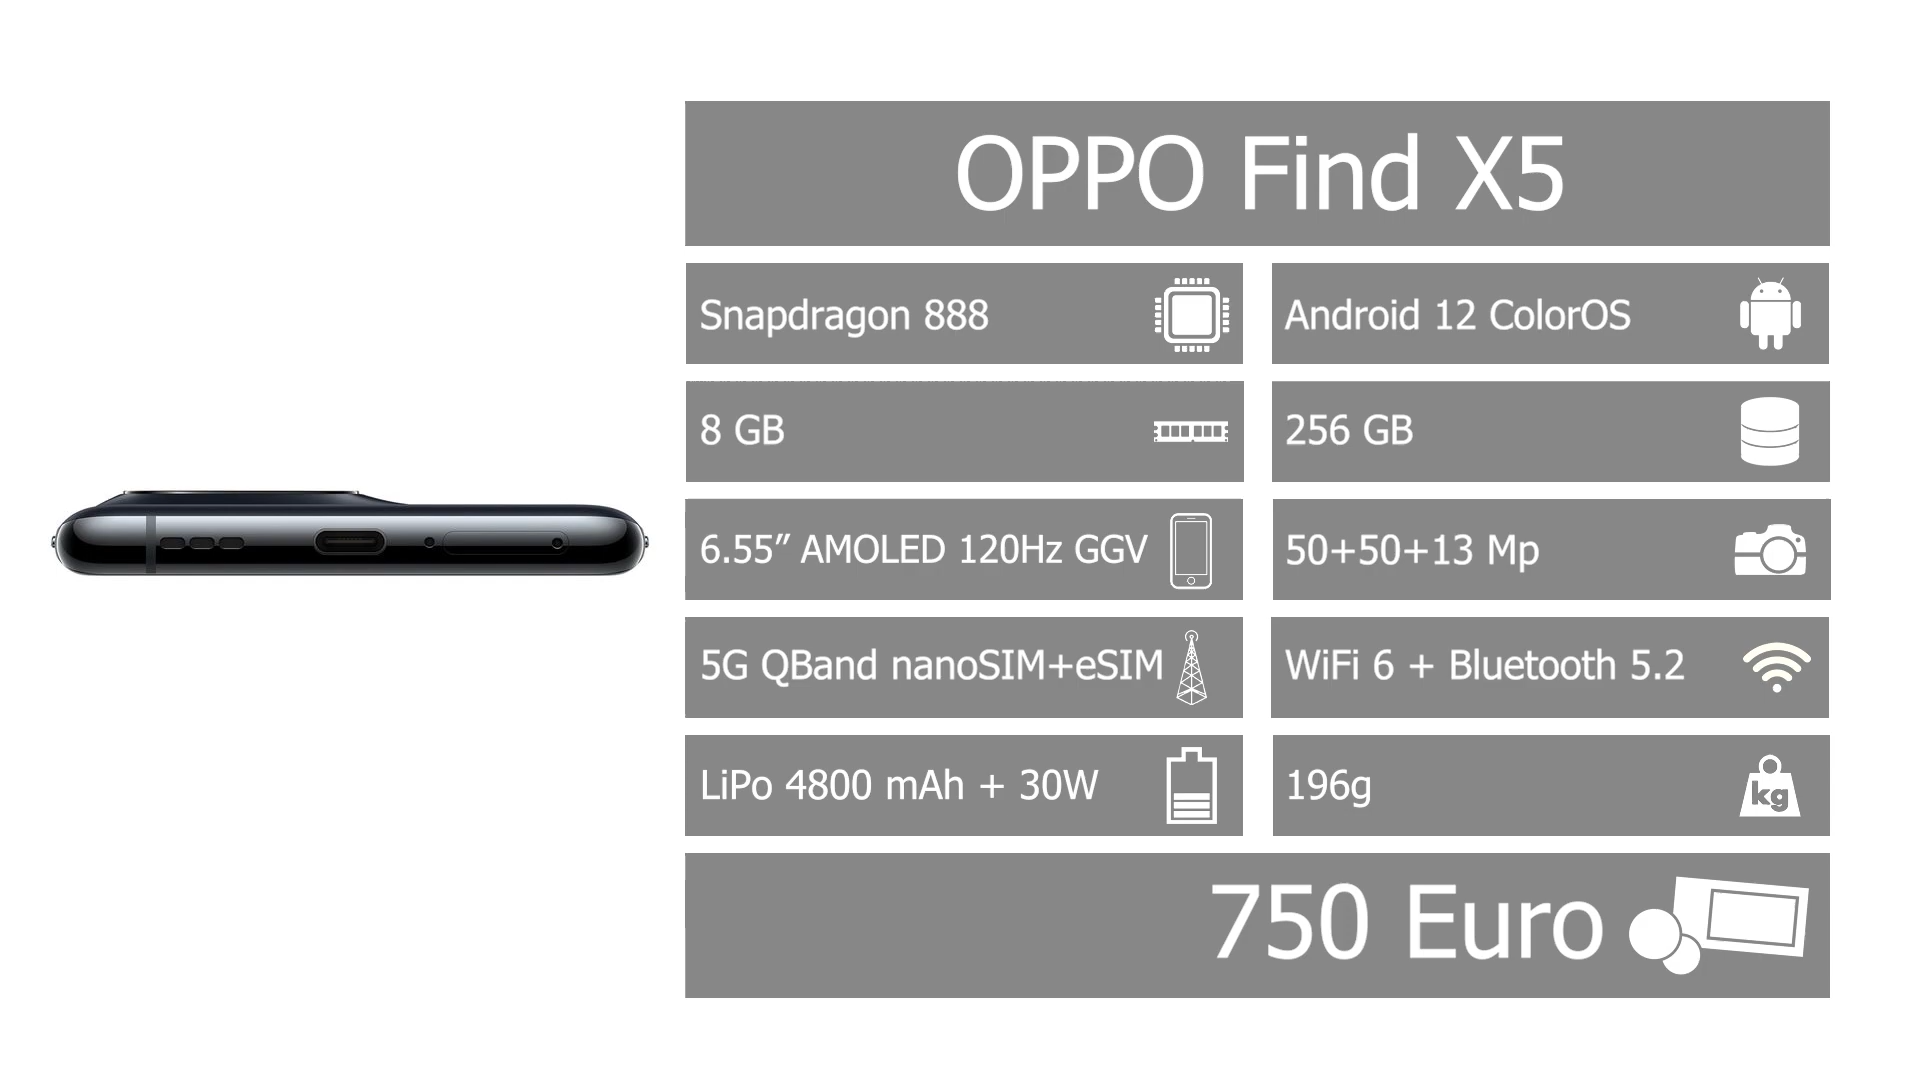 OPPO Find X5
Snapdragon 888
Android 12 ColorOS
8 GB
256 GB
6.55” AMOLED 120Hz GGV
50+50+13 Mp
5G QBand nanoSIM+eSIM
WiFi 6 + Bluetooth 5.2
LiPo 4800 mAh + 30W
196g
kg
750 Euro